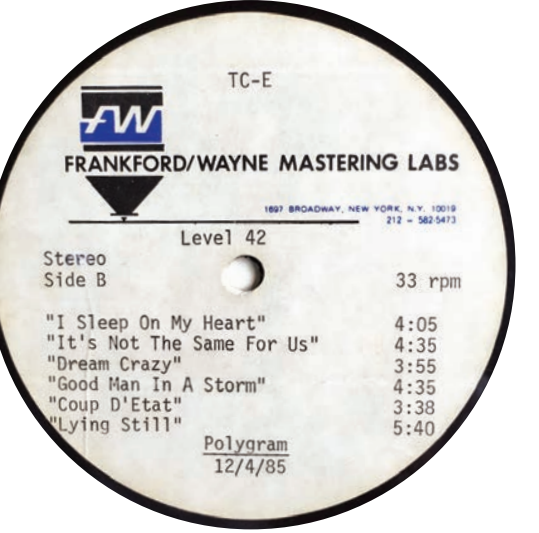 TC-E
FW
FRANKFORD/WAYNE MASTERING LABS
1697 BROADWAY, NEW YORK, N.Y. 10019
212 – 582-5473
Level 42
Stereo
Side B 33 rpm
"I Sleep On My Heart" 4:05
"It's Not The Same For Us" 4:35
"Dream Crazy" 3:55
"Good Man In A Storm" 4:35
"Coup D'Etat" 3:38
"Lying Still" 5:40
Polygram
12/4/85